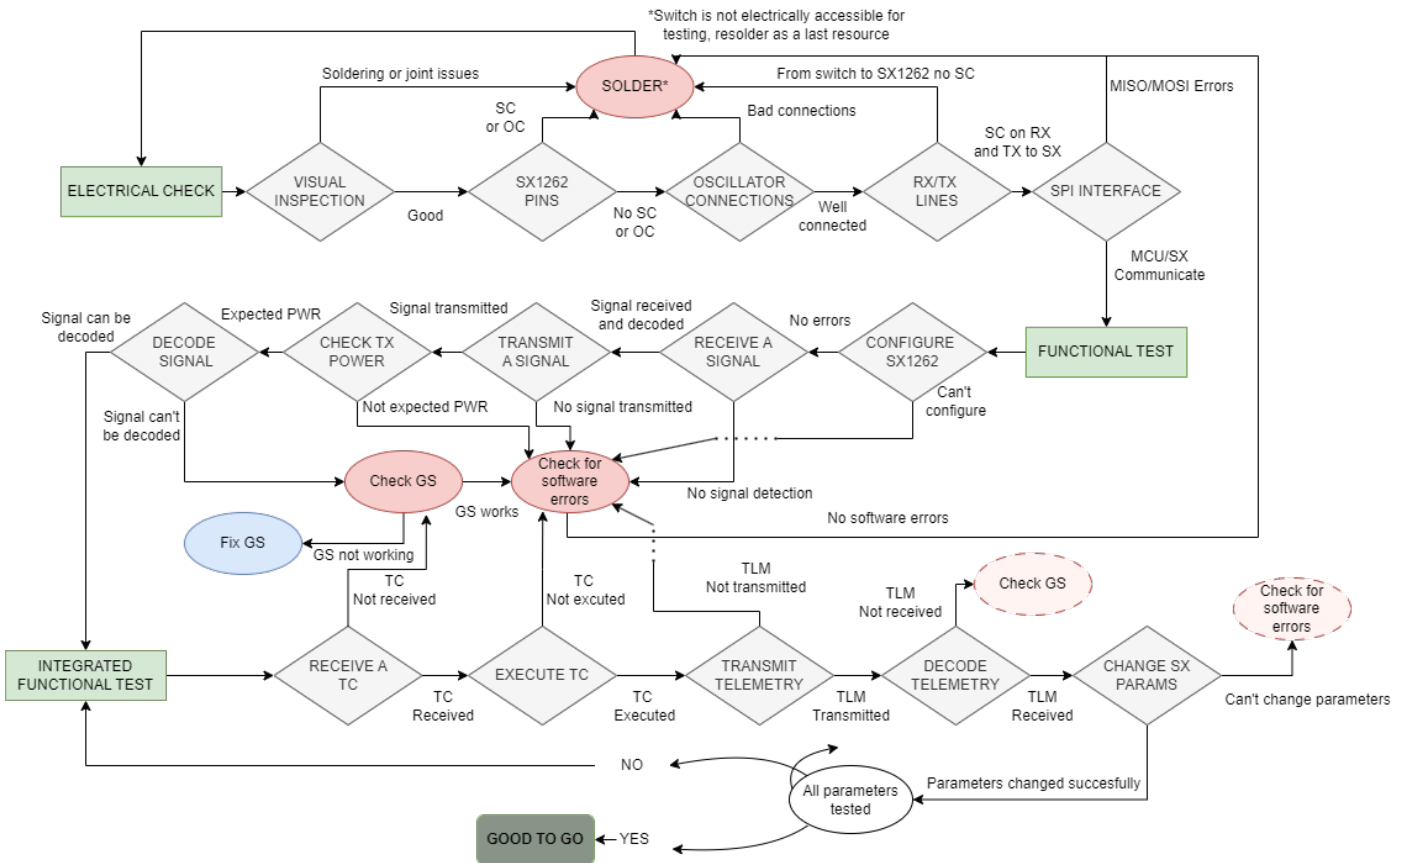 *Switch is not electrically accessible for
testing, resolder as a last resource
Soldering or joint issues
SOLDER*
From switch to SX1262 no SC
MISO/MOSI Errors
SC
or OC
Bad connections
SC on RX
and TX to SX
ELECTRICAL CHECK
VISUAL
INSPECTION
Good
SX1262
PINS
No SC
or OC
OSCILLATOR
CONNECTIONS
Well
connected
RX/TX
LINES
SPI INTERFACE
MCU/SX
Communicate
Signal can be
decoded
DECODE
SIGNAL
Expected PWR
CHECK TX
POWER
Signal transmitted
TRANSMIT
A SIGNAL
Signal received
and decoded
RECEIVE A
SIGNAL
No errors
CONFIGURE
SX1262
FUNCTIONAL TEST
Can't
configure
Signal can't
be decoded
Not expected PWR
No signal transmitted
Check GS
GS works
Check for
software
errors
No signal detection
No software errors
Fix GS
GS not working
TC
Not received
TC
Not excuted
TLM
Not transmitted
TLM
Not received
Check GS
Check for
software
errors
INTEGRATED
FUNCTIONAL TEST
RECEIVE A
TC
TC
Received
EXECUTE TC
TC
Executed
TRANSMIT
TELEMETRY
TLM
Transmitted
DECODE
TELEMETRY
TLM
Received
CHANGE SX
PARAMS
Can't change parameters
NO
All parameters
tested
Parameters changed succesfully
GOOD TO GO
YES